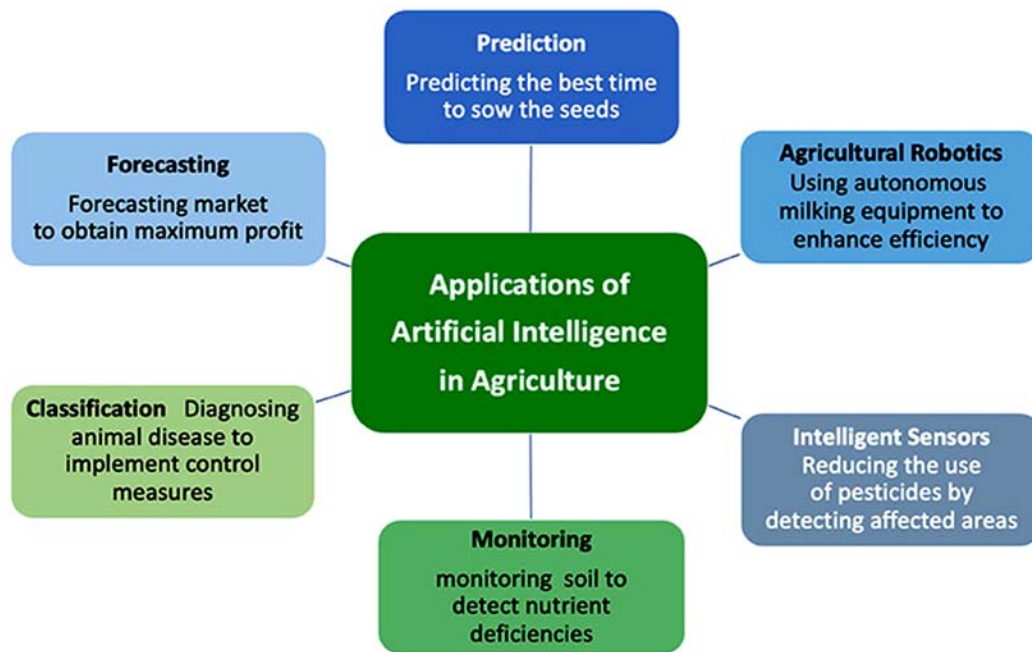 Prediction
Predicting the best time
to sow the seeds
Forecasting
Forecasting market
to obtain maximum profit
Agricultural Robotics
Using autonomous
milking equipment to
enhance efficiency
Applications of
Artificial Intelligence
in Agriculture
Classification Diagnosing
animal disease to
implement control
measures
Intelligent Sensors
Reducing the use
of pesticides by
detecting affected areas
Monitoring
monitoring soil to
detect nutrient
deficiencies